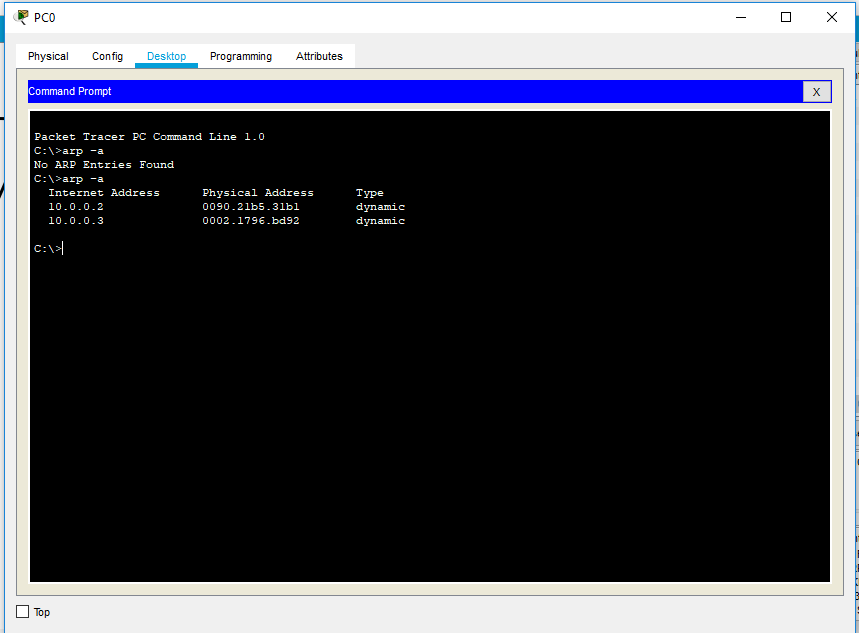 PC0
Physical Config Desktop Programming Attributes
Command Prompt X
Packet Tracer PC Command Line 1.0
C:\>arp -a
No ARP Entries Found
C:\>arp -a
Internet Address Physical Address Type
10.0.0.2 0090.21b5.31b1 dynamic
10.0.0.3 0002.1796.bd92 dynamic
C:\>
Top